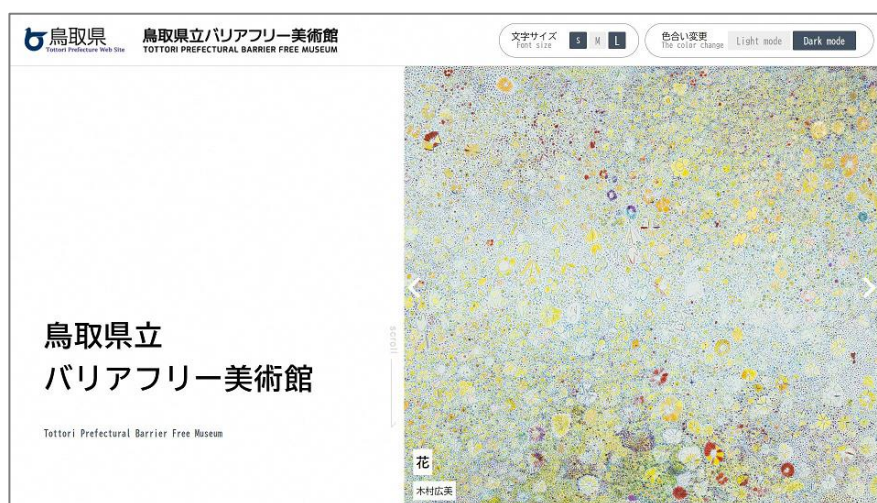 鳥取県
Tottori Prefecture Web Site
鳥取県立バリアフリー美術館
TOTTORI PREFECTURAL BARRIER FREE MUSEUM
文字サイズ
Font size
S M L
色合い変更
The color change
Light mode Dark mode
鳥取県立
バリアフリー美術館
Tottori Prefectural Barrier Free Museum
scroll
花
木村広美